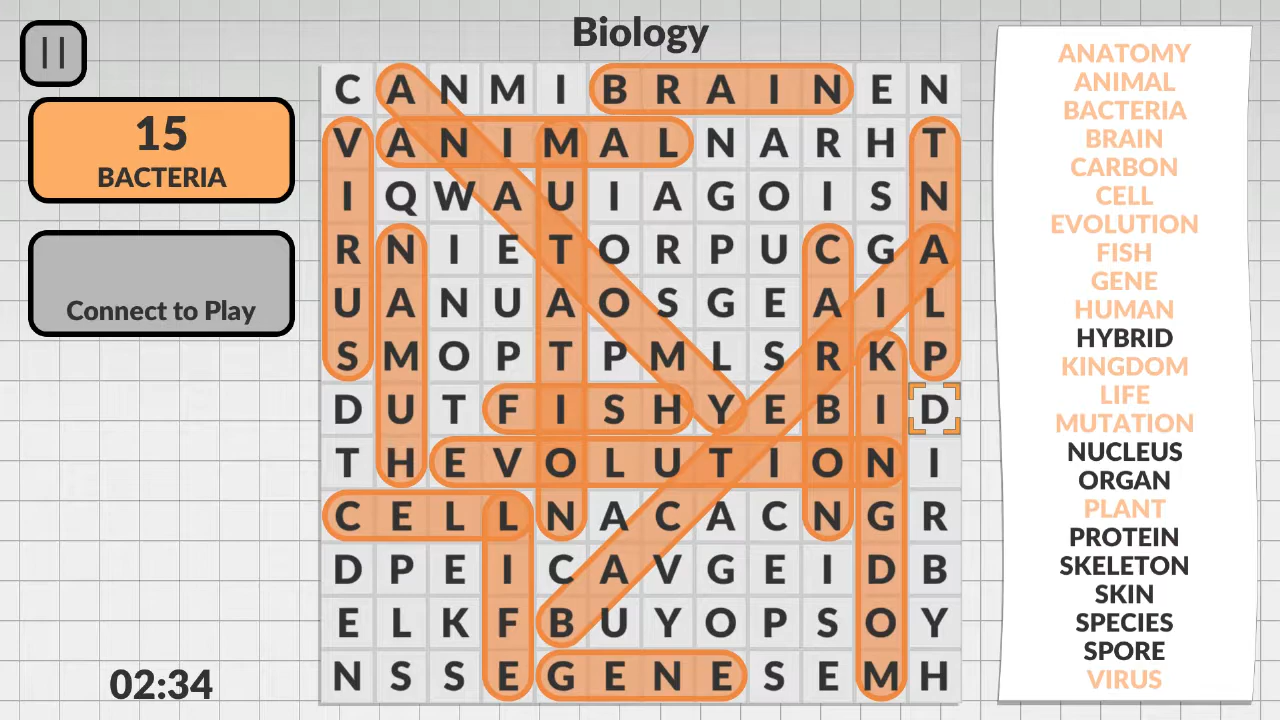 Biology
15
BACTERIA
Connect to Play
02:34
C A N M I B R A I N E N
V A N I M A L N A R H T
I Q W A U I A G O I S N
R N I E T O R P U C G A
U A N U A O S G E A I L
S M O P T P M L S R K P
D U T F I S H Y E B I D
T H E V O L U T I O N I
C E L L N A C A C N G R
D P E I C A V G E I D B
E L K F B U Y O P S O Y
N S S E G E N E S E M H
ANATOMY
ANIMAL
BACTERIA
BRAIN
CARBON
CELL
EVOLUTION
FISH
GENE
HUMAN
HYBRID
KINGDOM
LIFE
MUTATION
NUCLEUS
ORGAN
PLANT
PROTEIN
SKELETON
SKIN
SPECIES
SPORE
VIRUS